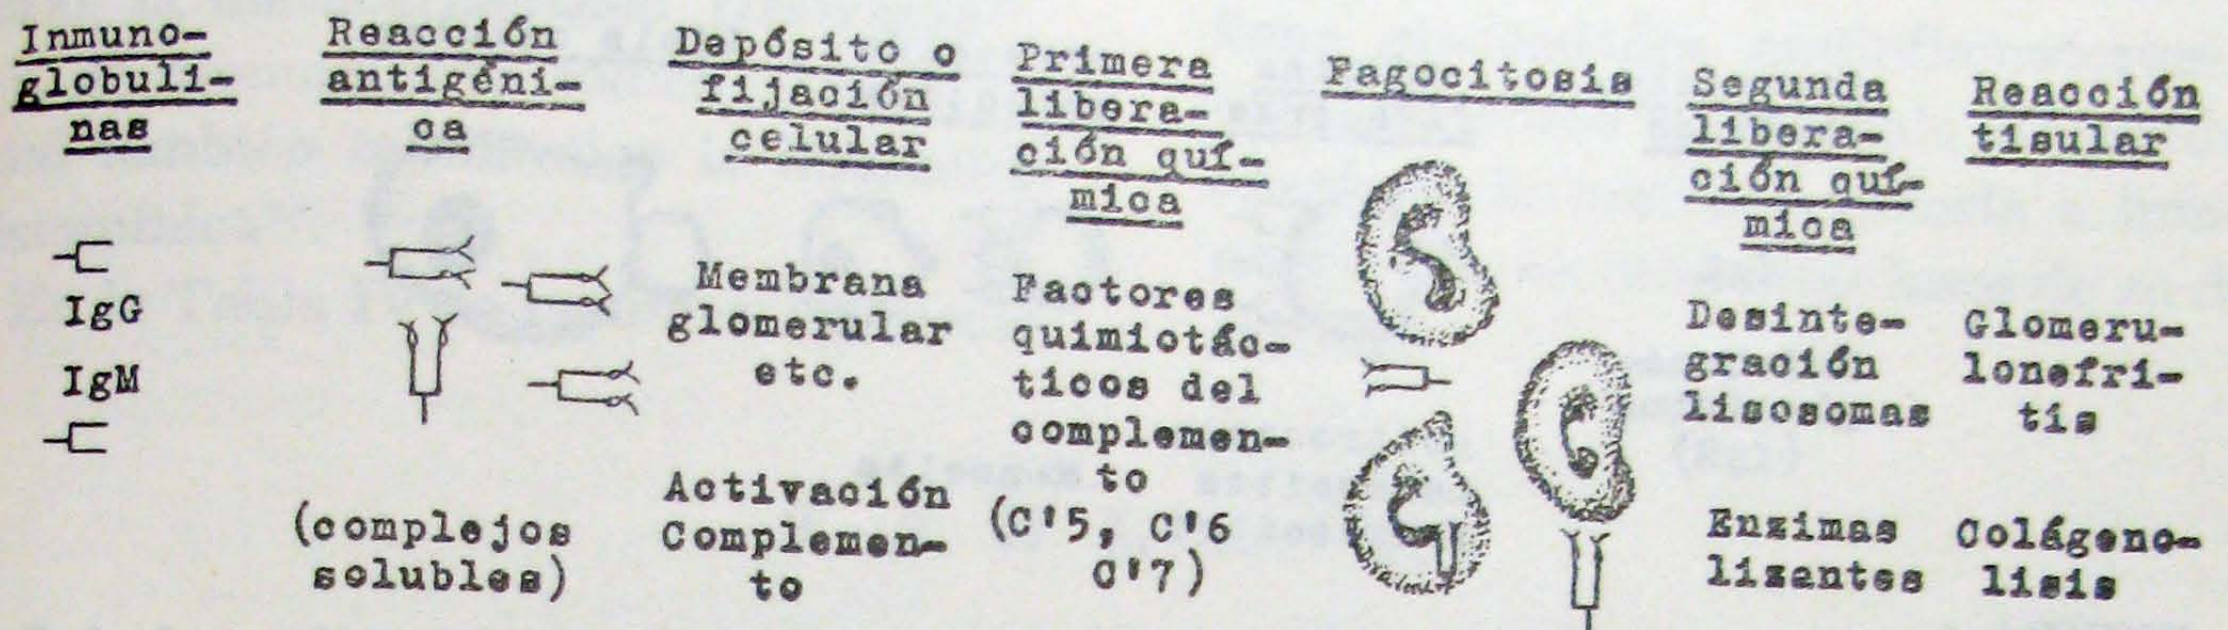 Inmuno-
globuli-
nas
IgG
IgM
Reacción
antigéni-
ca
(complejos
solubles)
Depósito o
fijación
celular
Membrana
glomerular
etc.
Activación
Complemen-
to
Primera
libera-
ción quí-
mica
Factores
quimiotác-
ticos del
complemen-
to
(C'5, C'6
C'7)
Fagocitosis
Segunda
libera-
ción quí-
mica
Desinte-
gración
lisosomas
Enzimas
lizantes
Reacción
tisular
Glomeru-
lonefri-
tis
Colágeno-
lisis